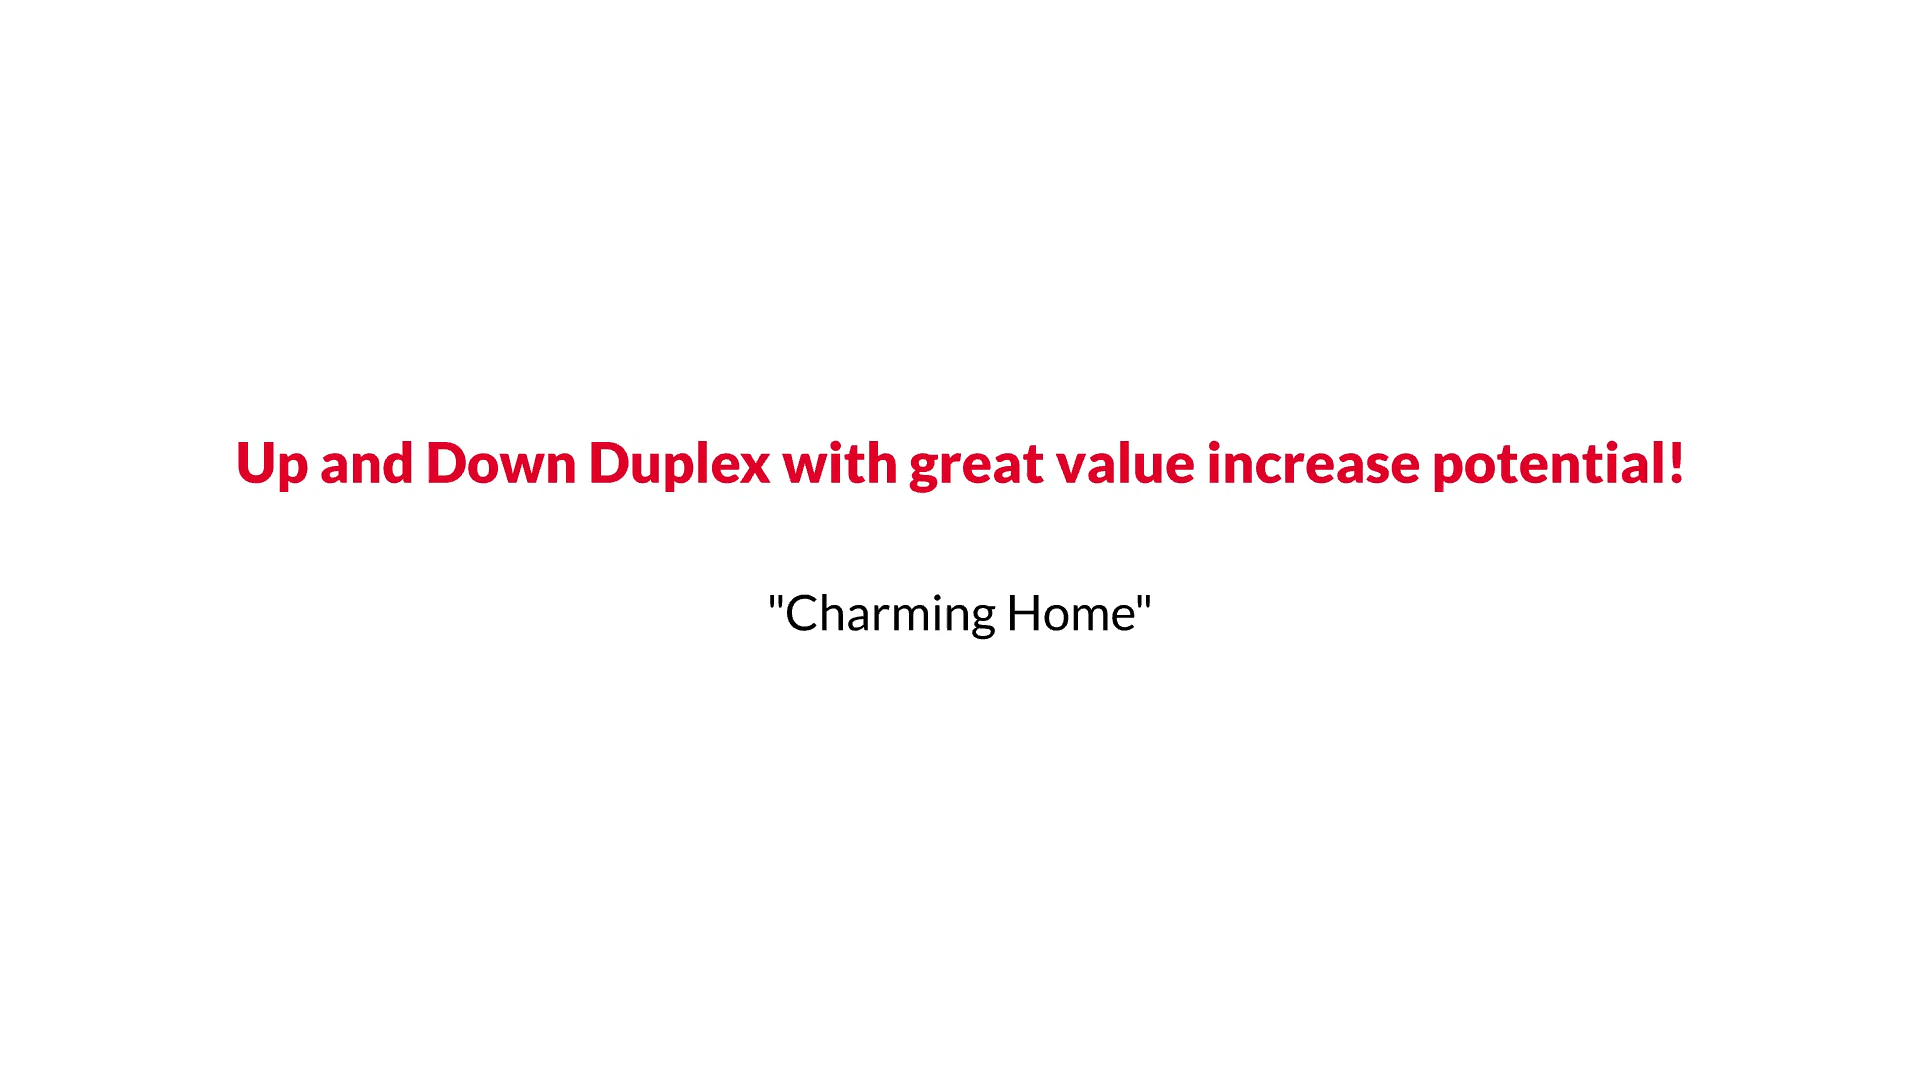 Up and Down Duplex with great value increase potential!
"Charming Home"